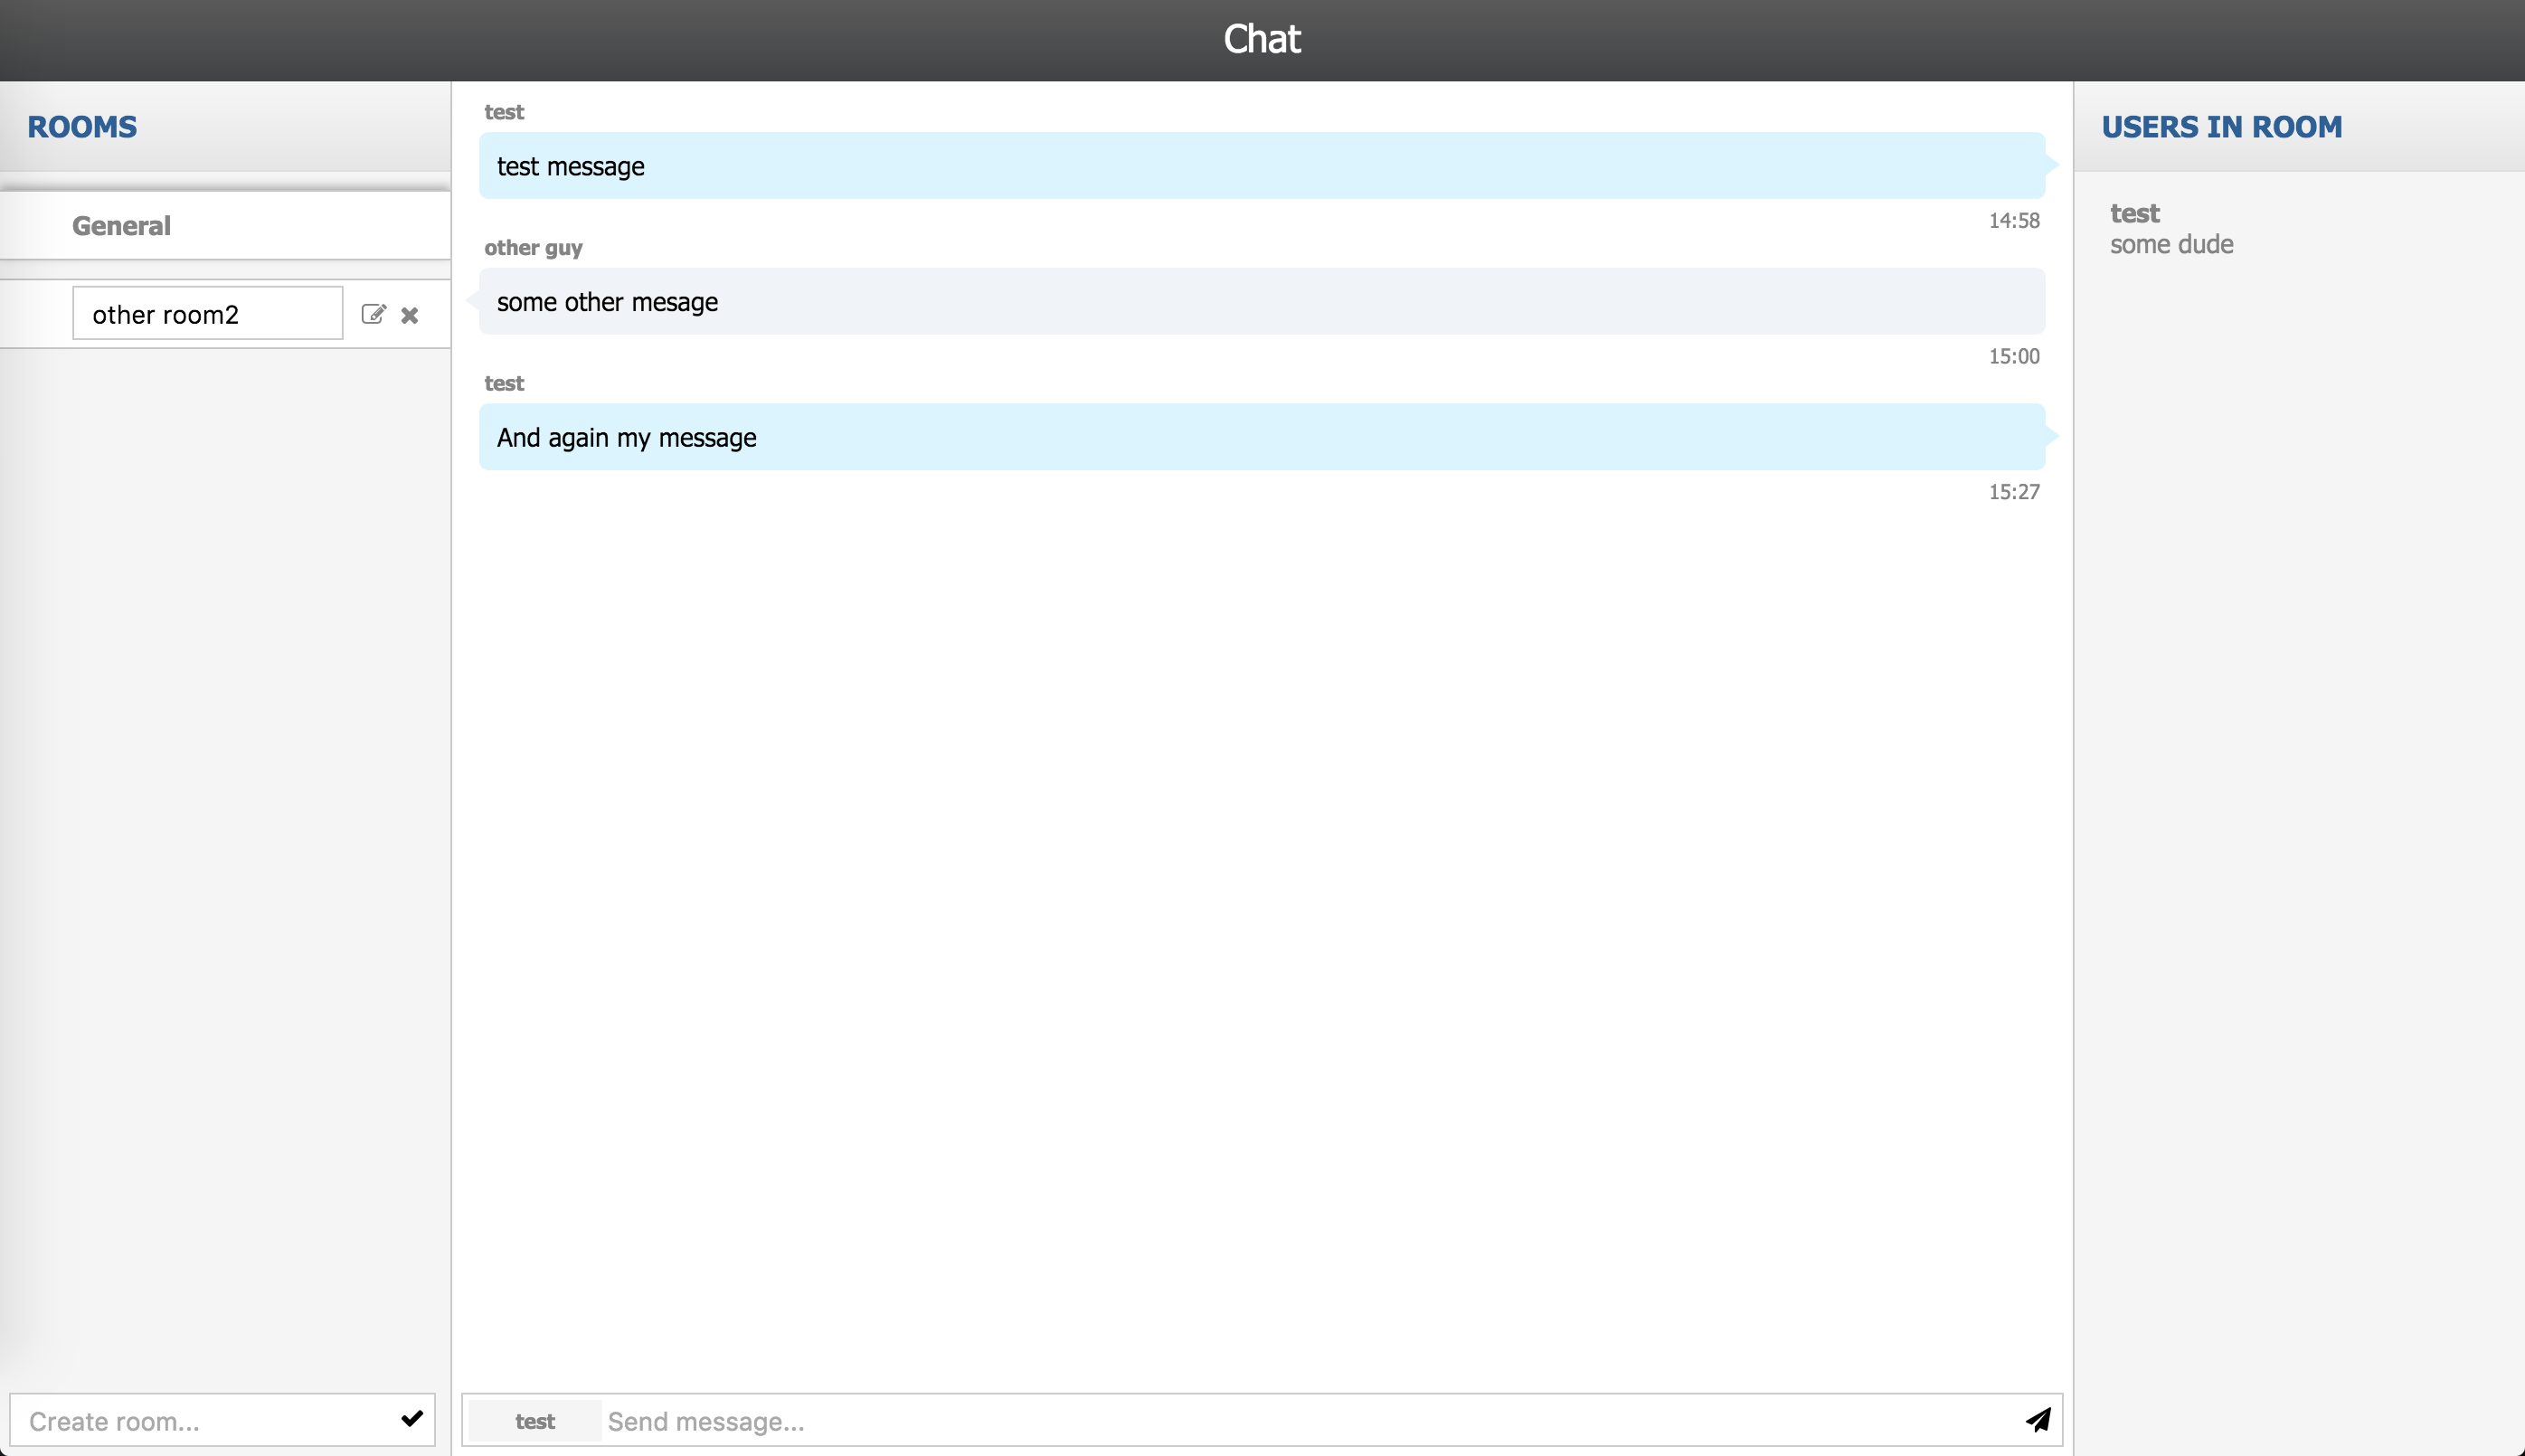 Chat
ROOMS
General
other room2
Create room...
test
test message
14:58
other guy
some other mesage
15:00
test
And again my message
15:27
test Send message...
USERS IN ROOM
test
some dude